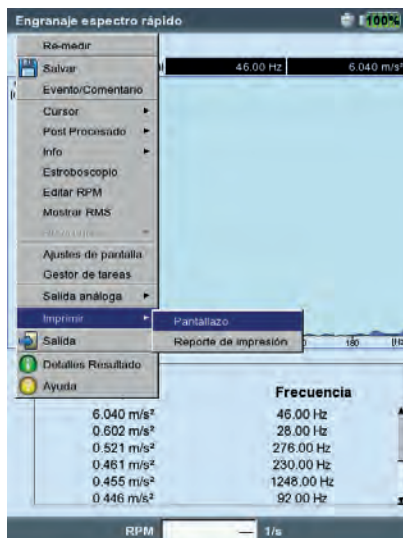 Engranaje espectro rápido 100%
Re-medir
Salvar 46.00 Hz 6.040 m/s²
Evento/Comentario
Cursor
Post Procesado
Info
Estroboscopio
Editar RPM
Mostrar RMS
Ajustes de pantalla
Gestor de tareas
Salida análoga
Imprimir
Pantallazo
Salida
Reporte de impresión
180
Detalles Resultado
Ayuda
Frecuencia
6.040 m/s² 46.00 Hz
0.602 m/s² 28.00 Hz
0.521 m/s² 276.00 Hz
0.461 m/s² 230.00 Hz
0.455 m/s² 1248.00 Hz
0.446 m/s² 92.00 Hz
RPM — 1/s